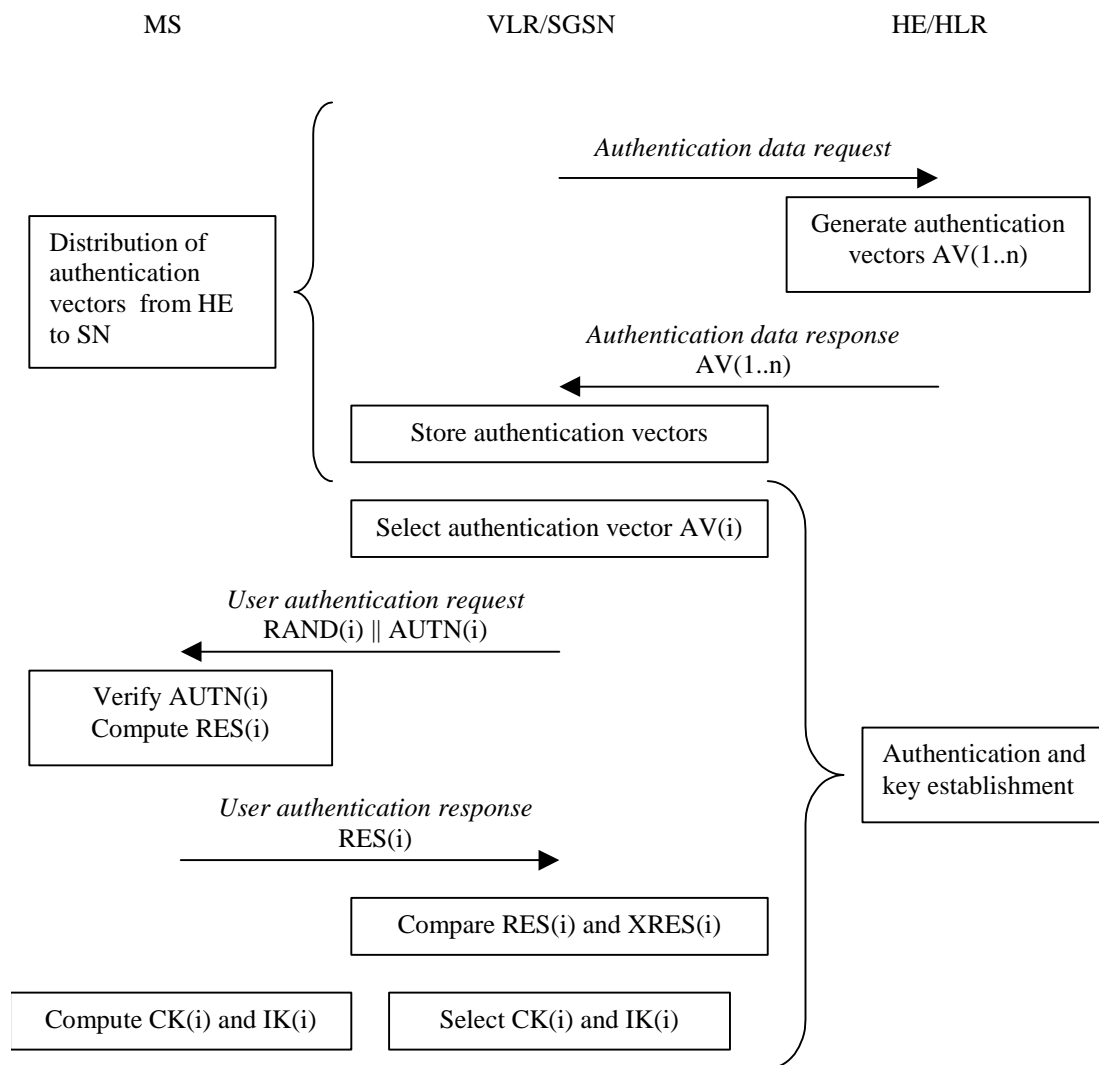 MS
VLR/SGSN
HE/HLR
Authentication data request
Generate authentication
vectors AV(1..n)
Distribution of
authentication
vectors from HE
to SN
Authentication data response
AV(1..n)
Store authentication vectors
Select authentication vector AV(i)
User authentication request
RAND(i) || AUTN(i)
Verify AUTN(i)
Compute RES(i)
Authentication and
key establishment
User authentication response
RES(i)
Compare RES(i) and XRES(i)
Compute CK(i) and IK(i)
Select CK(i) and IK(i)